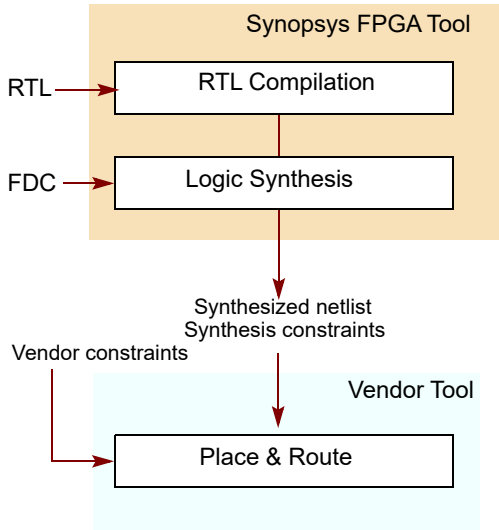 Synopsys FPGA Tool
RTL
RTL Compilation
FDC
Logic Synthesis
Synthesized netlist
Synthesis constraints
Vendor constraints
Vendor Tool
Place & Route